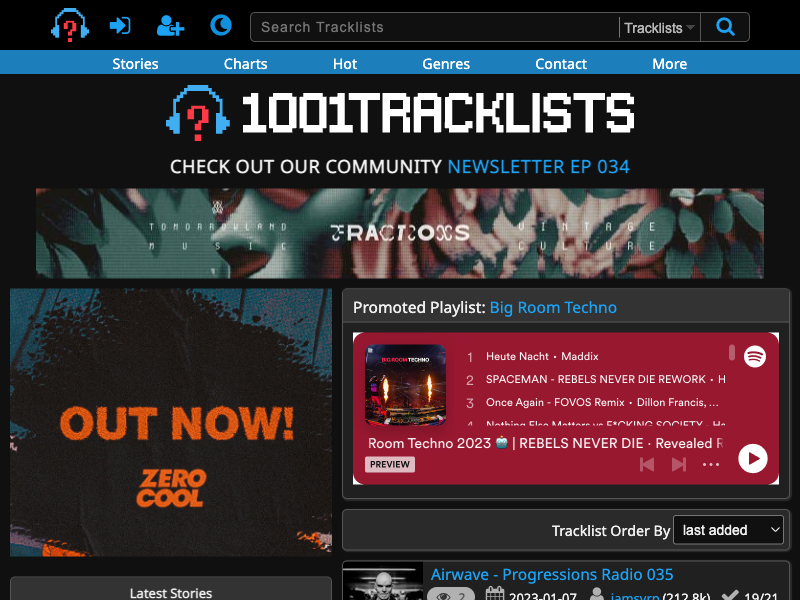 Search Tracklists
Tracklists
Stories
Charts
Hot
Genres
Contact
More
1001TRACKLISTS
CHECK OUT OUR COMMUNITY NEWSLETTER EP 034
TOMORROWLAND
MUSIC
FRACTIONS
VINTAGE
CULTURE
OUT NOW!
ZERO
COOL
Latest Stories
Promoted Playlist: Big Room Techno
BIG ROOM TECHNO
1 Heute Nacht · Maddix
2 SPACEMAN - REBELS NEVER DIE REWORK · H
3 Once Again - FOVOS Remix · Dillon Francis, ...
4 Nothing Else Matters vs F*CKING SOCIETY · Ha
Room Techno 2023 🤖 | REBELS NEVER DIE · Revealed R
PREVIEW
Tracklist Order By
last added
Airwave - Progressions Radio 035
2 2023-01-07 jamsyrn (212.8k) 19/21